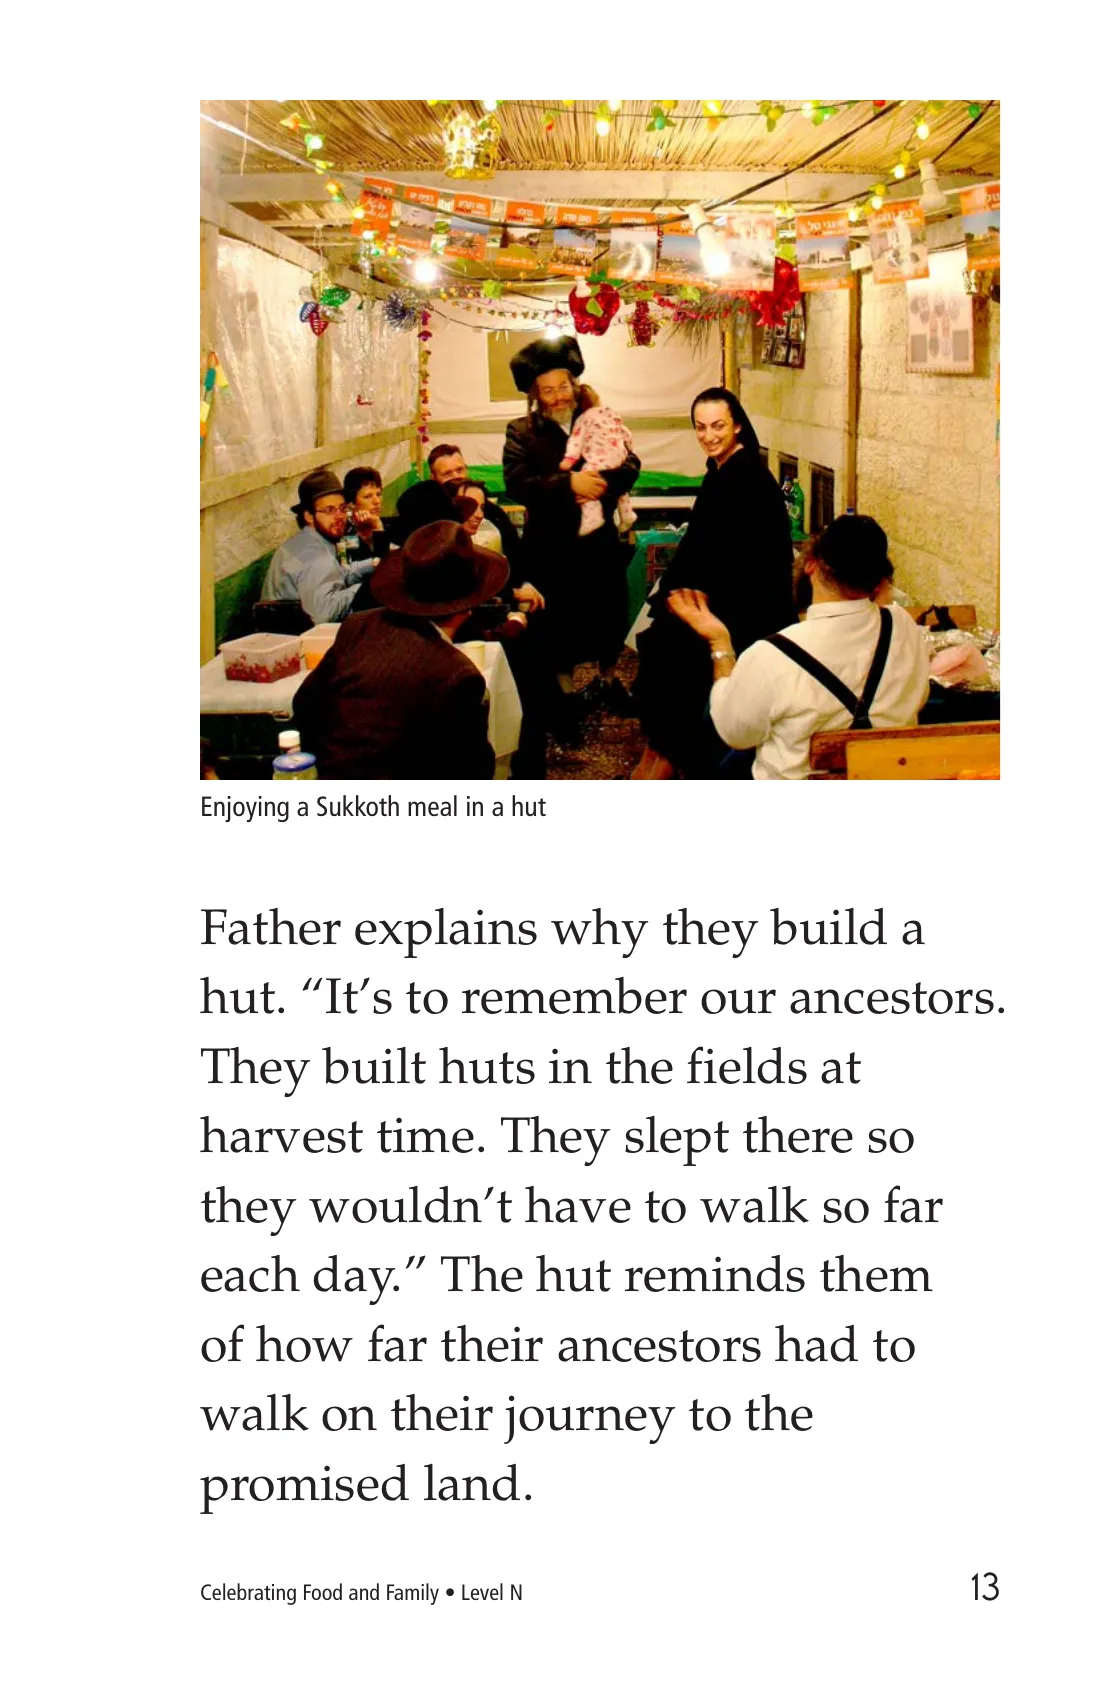 Enjoying a Sukkoth meal in a hut
Father explains why they build a
hut. “It’s to remember our ancestors.
They built huts in the fields at
harvest time. They slept there so
they wouldn’t have to walk so far
each day.” The hut reminds them
of how far their ancestors had to
walk on their journey to the
promised land.
Celebrating Food and Family • Level N
13